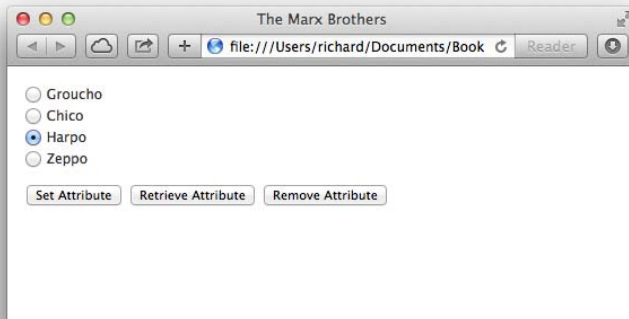 The Marx Brothers
file:///Users/richard/Documents/Book
Reader
Groucho
Chico
Harpo
Zeppo
Set Attribute Retrieve Attribute Remove Attribute